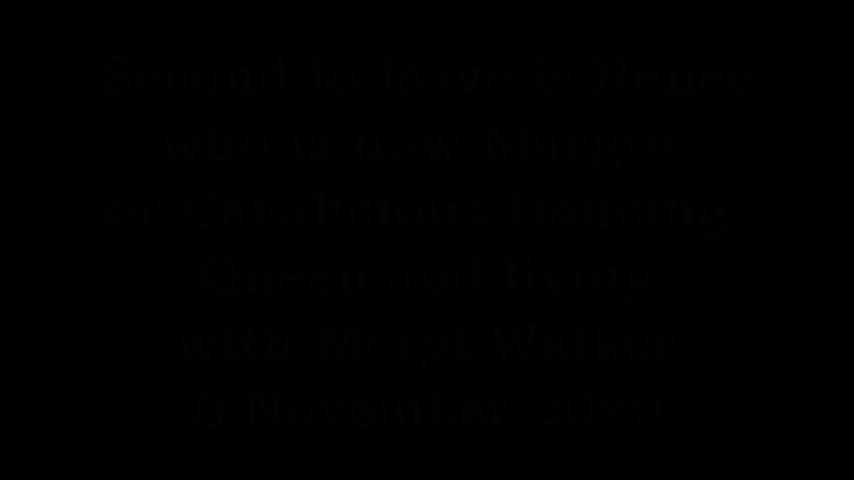 Second to leave is Renee
who is now Margot
or Cavalicious Dancing
Queen and living
with Meryl Walker
8 November 2020